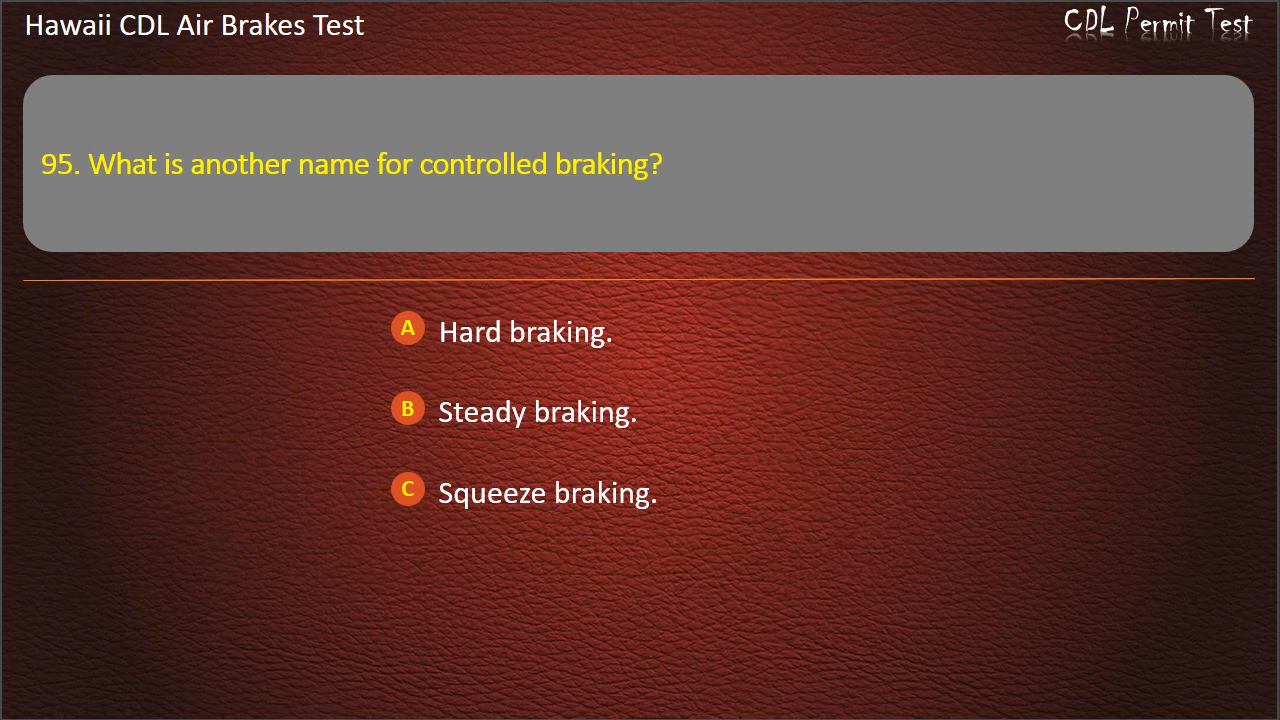 Hawaii CDL Air Brakes Test
CDL Permit Test
95. What is another name for controlled braking?
A Hard braking.
B Steady braking.
C Squeeze braking.